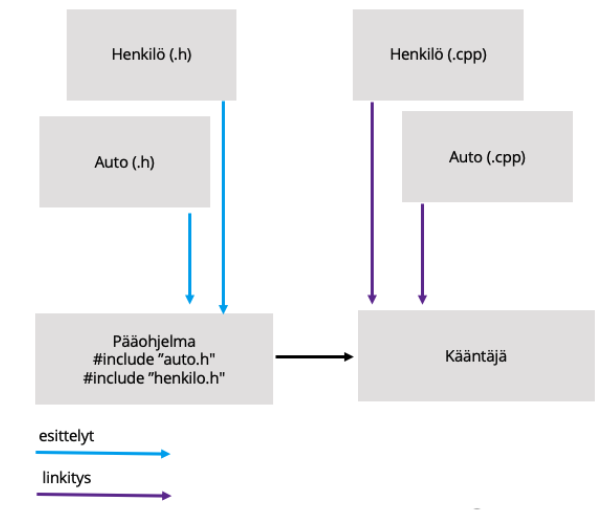 Henkilö (.h)
Henkilö (.cpp)
Auto (.h)
Auto (.cpp)
Pääohjelma
#include ”auto.h"
#include ”henkilo.h"
Kääntäjä
esittelyt
linkitys